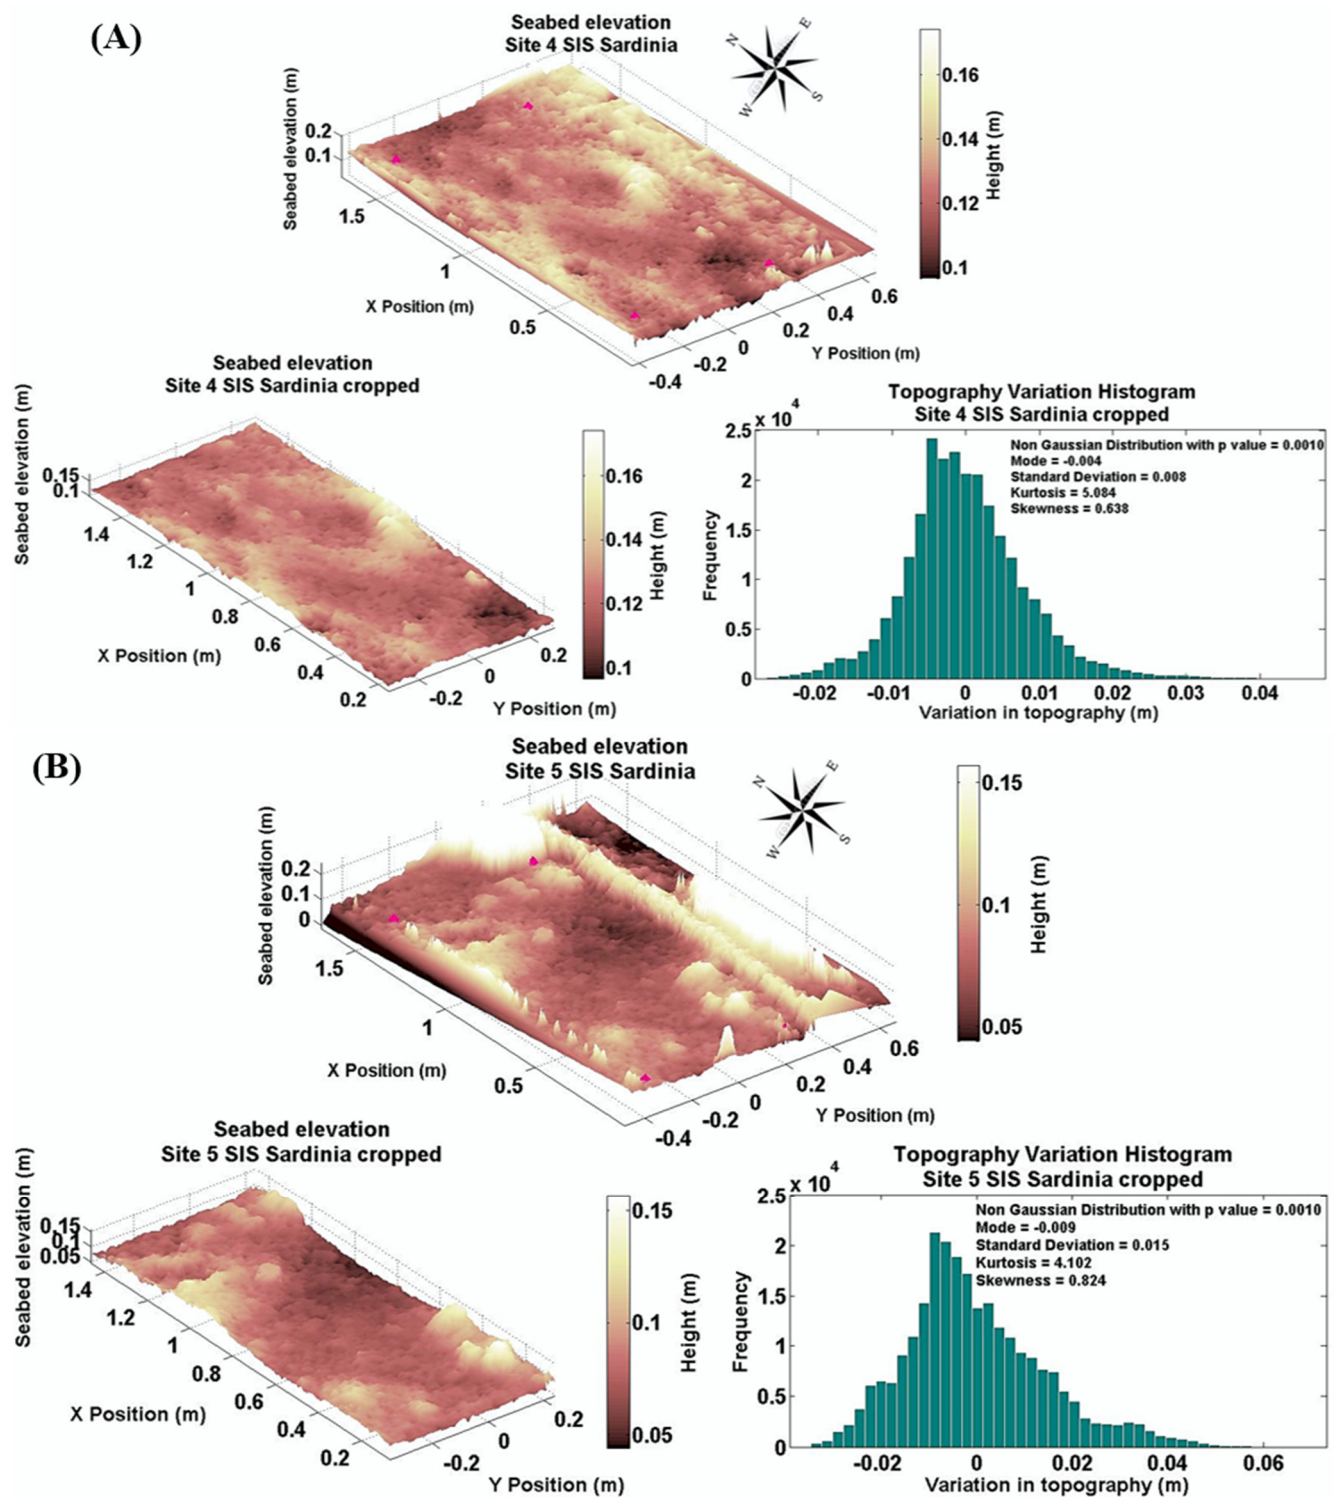 (A)
Seabed elevation
Site 4 SIS Sardinia
N
E
S
W
Seabed elevation (m)
0.2
0.1
1.5
1
0.5
X Position (m)
-0.4
-0.2
0
0.2
0.4
0.6
Y Position (m)
0.16
0.14
0.12
0.1
Height (m)
Seabed elevation
Site 4 SIS Sardinia cropped
Seabed elevation (m)
0.15
0.1
1.4
1.2
1
0.8
0.6
0.4
0.2
X Position (m)
-0.2
0
0.2
Y Position (m)
0.16
0.14
0.12
0.1
Height (m)
Topography Variation Histogram
Site 4 SIS Sardinia cropped
x 10^4
2.5
2
1.5
1
0.5
0
Frequency
Non Gaussian Distribution with p value = 0.0010
Mode = -0.004
Standard Deviation = 0.008
Kurtosis = 5.084
Skewness = 0.638
-0.02 -0.01 0 0.01 0.02 0.03 0.04
Variation in topography (m)
(B)
Seabed elevation
Site 5 SIS Sardinia
N
E
S
W
Seabed elevation (m)
0.2
0.1
0
1.5
1
0.5
X Position (m)
-0.4
-0.2
0
0.2
0.4
0.6
Y Position (m)
0.15
0.1
0.05
Height (m)
Seabed elevation
Site 5 SIS Sardinia cropped
Seabed elevation (m)
0.15
0.1
0.05
1.4
1.2
1
0.8
0.6
0.4
0.2
X Position (m)
-0.2
0
0.2
Y Position (m)
0.15
0.1
0.05
Height (m)
Topography Variation Histogram
Site 5 SIS Sardinia cropped
x 10^4
2.5
2
1.5
1
0.5
0
Frequency
Non Gaussian Distribution with p value = 0.0010
Mode = -0.009
Standard Deviation = 0.015
Kurtosis = 4.102
Skewness = 0.824
-0.02 0 0.02 0.04 0.06
Variation in topography (m)